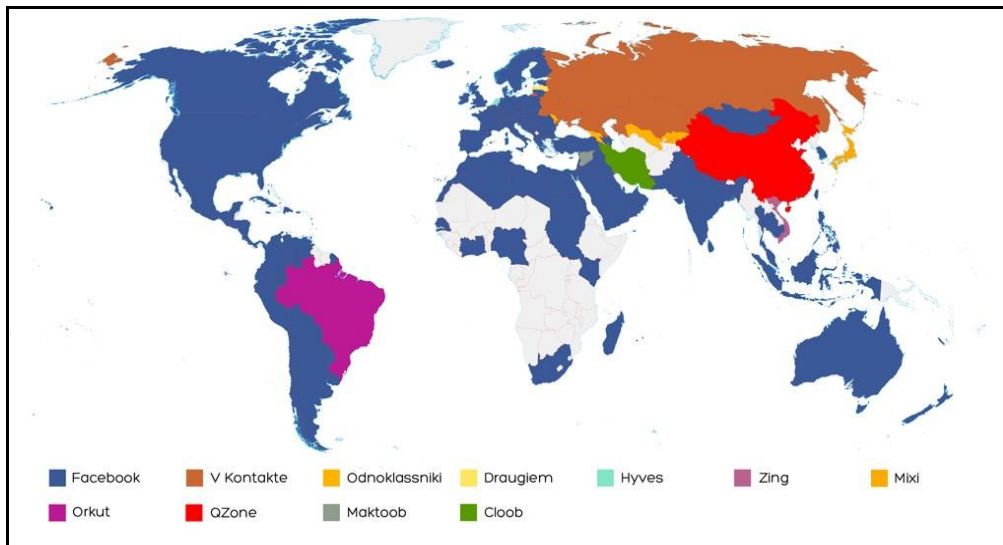 Facebook V Kontakte Odnoklassniki Draugiem Hyves Zing Mixi
Orkut QZone Maktoob Cloob